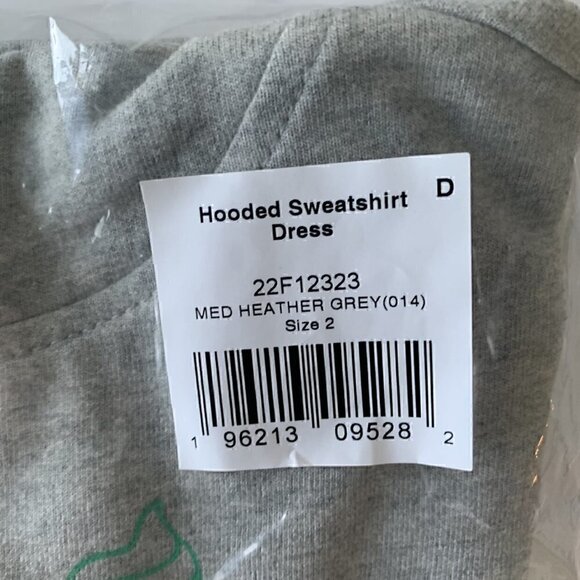 Hooded Sweatshirt D
Dress
22F12323
MED HEATHER GREY(014)
Size 2
1 96213 09528 2